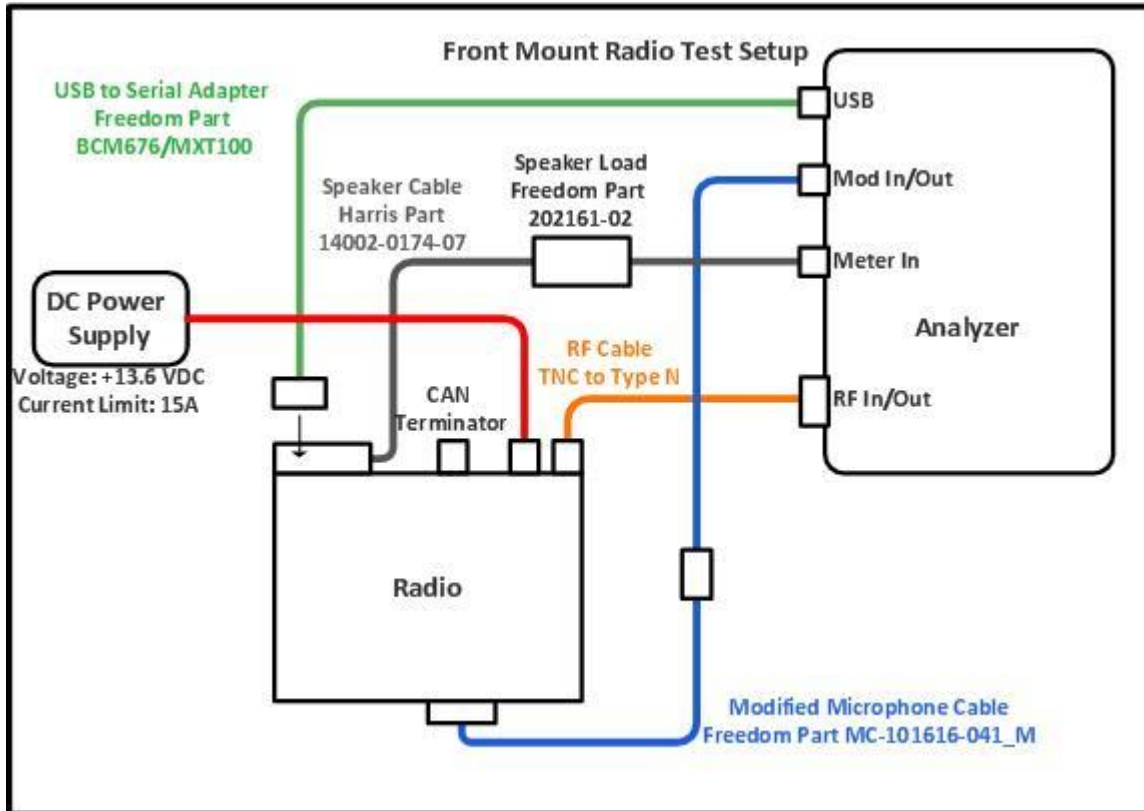 Front Mount Radio Test Setup
USB to Serial Adapter
Freedom Part
BCM676/MXT100
USB
Speaker Load
Freedom Part
202161-02
Mod In/Out
Speaker Cable
Harris Part
14002-0174-07
Meter In
DC Power
Supply
Analyzer
Voltage: +13.6 VDC
Current Limit: 15A
RF Cable
TNC to Type N
CAN
Terminator
RF In/Out
Radio
Modified Microphone Cable
Freedom Part MC-101616-041_M